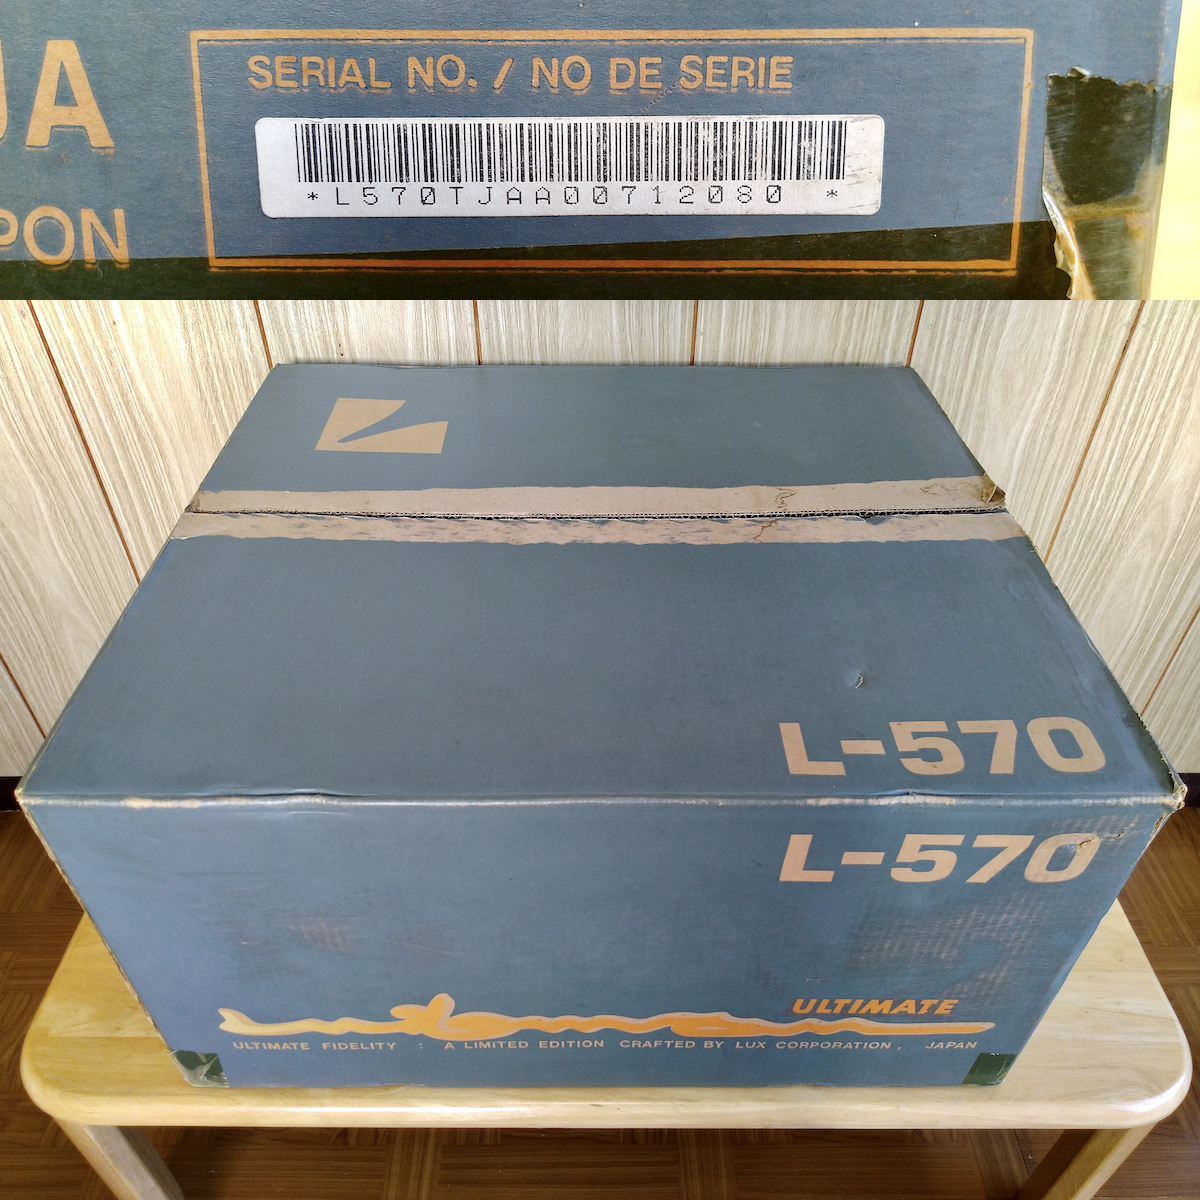 UA
SERIAL NO. / NO DE SERIE
*L570TJAA00712080 *
PON
L-570
L-570
ULTIMATE
ULTIMATE FIDELITY : A LIMITED EDITION CRAFTED BY LUX CORPORATION, JAPAN